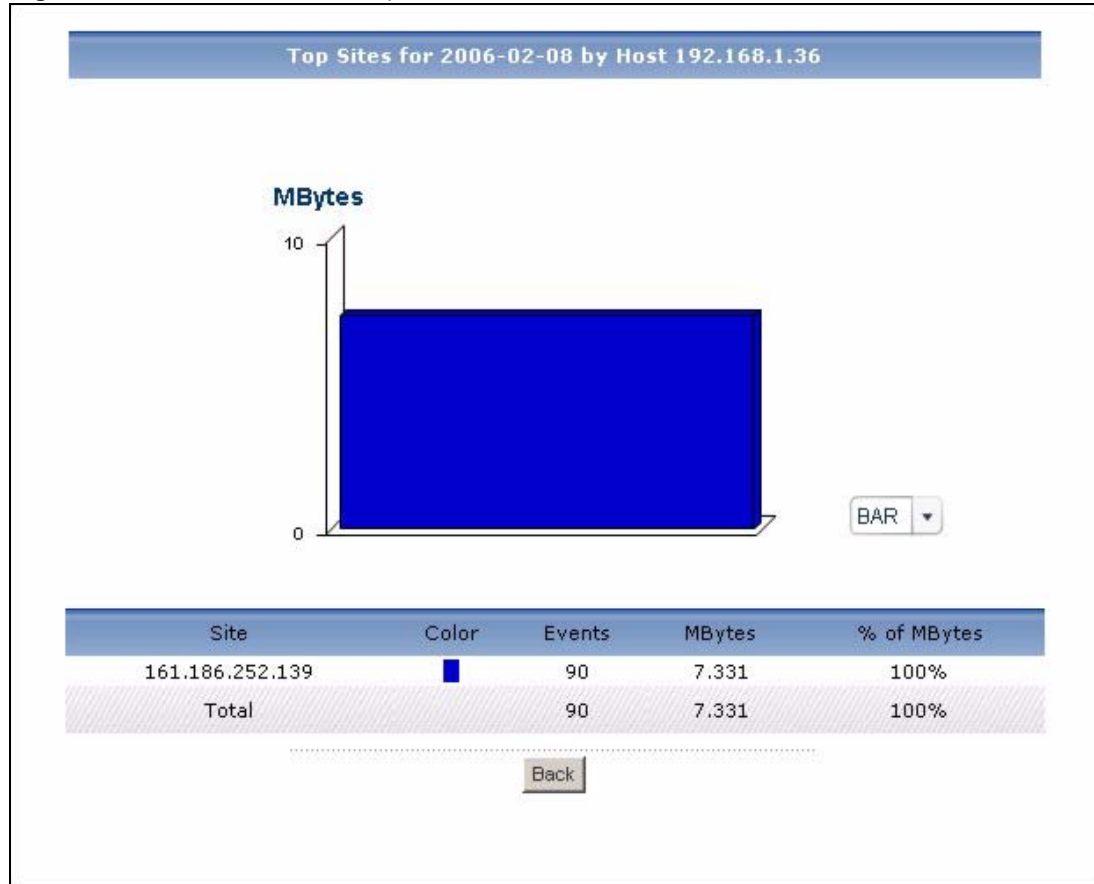 Top Sites for 2006-02-08 by Host 192.168.1.36
MBytes
10
0
BAR
Site Color Events MBytes % of MBytes
161.186.252.139 90 7.331 100%
Total 90 7.331 100%
Back